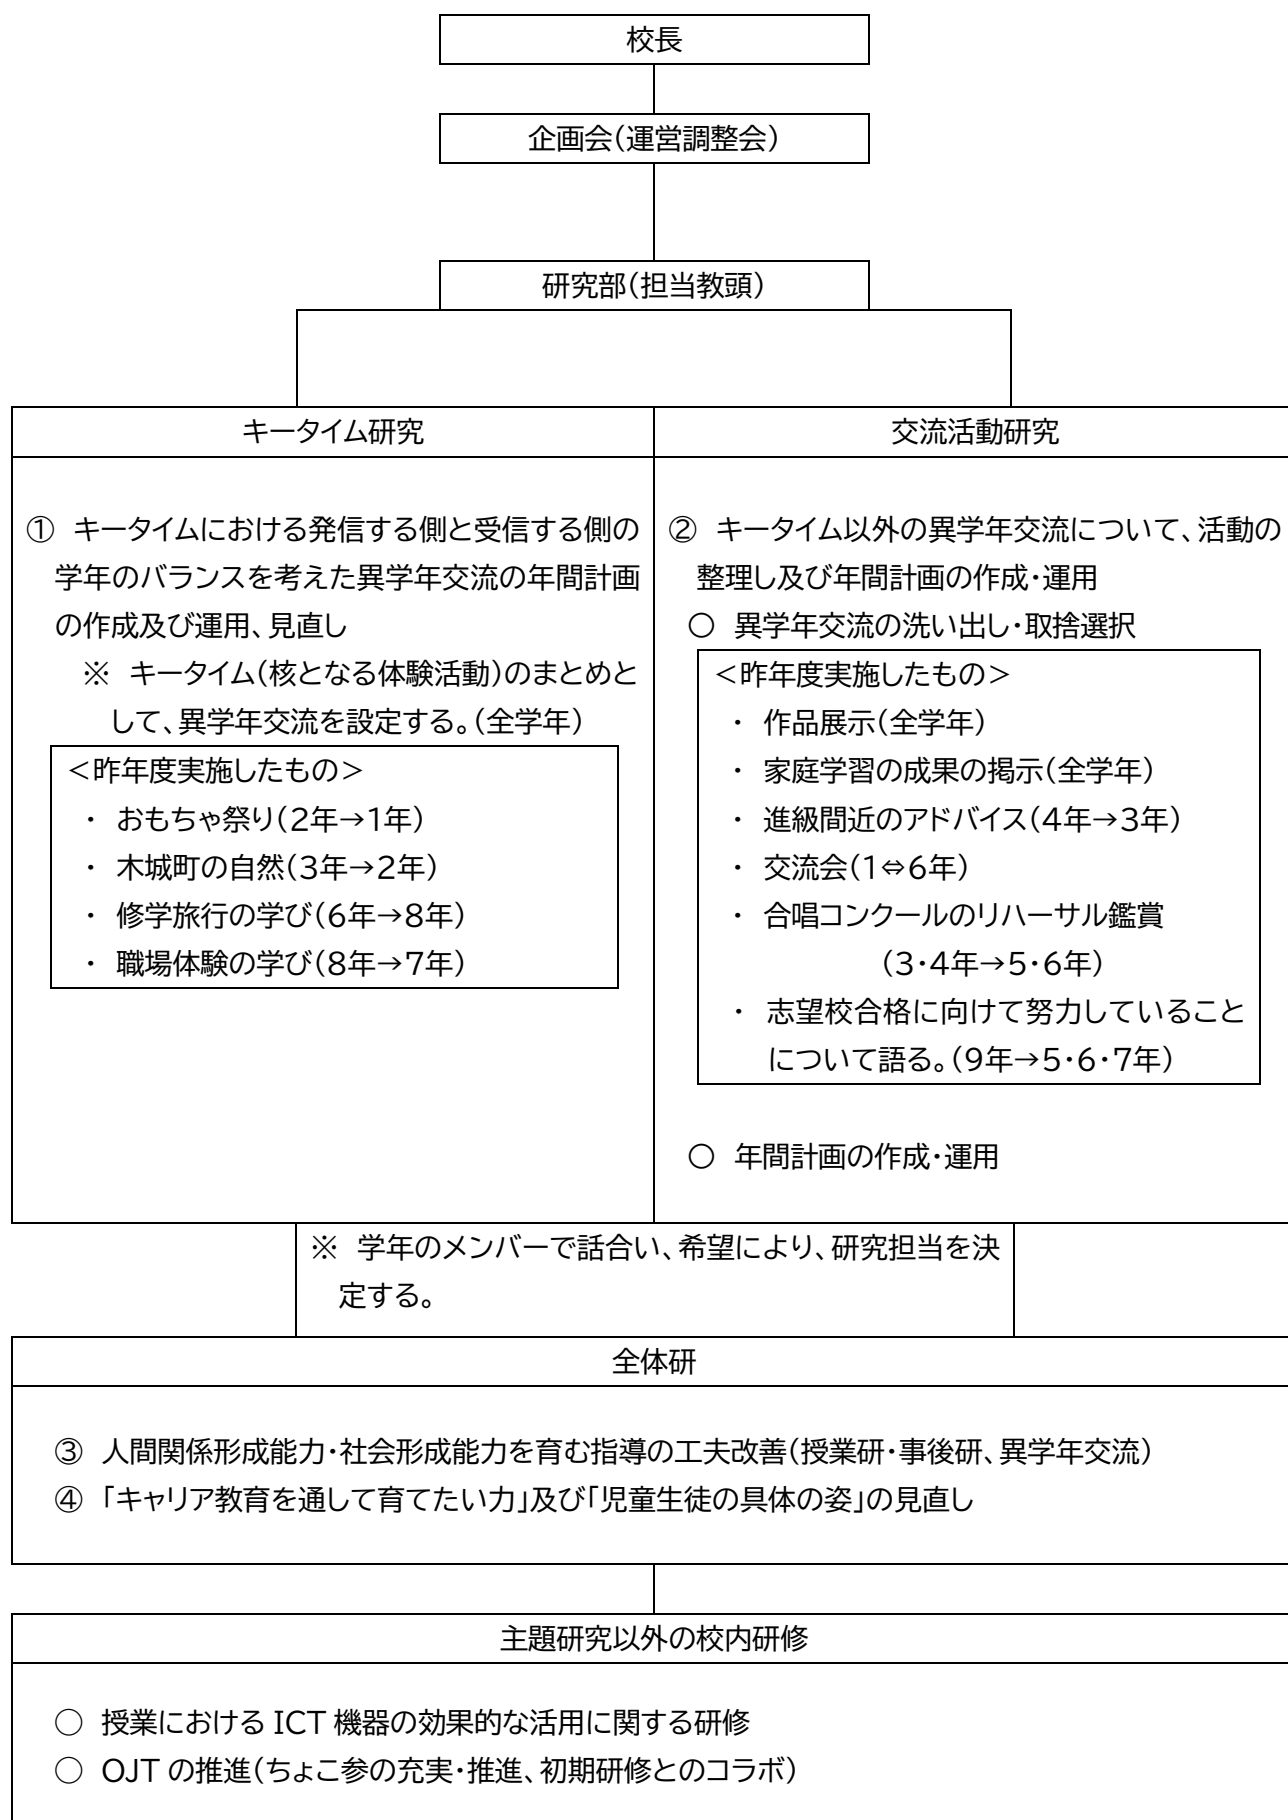 校長
企画会（運営調整会）
研究部（担当教頭）
キータイム研究
① キータイムにおける発信する側と受信する側の
学年のバランスを考えた異学年交流の年間計画
の作成及び運用、見直し
※ キータイム（核となる体験活動）のまとめと
して、異学年交流を設定する。（全学年）
＜昨年度実施したもの＞
・ おもちゃ祭り（２年→１年）
・ 木城町の自然（３年→２年）
・ 修学旅行の学び（６年→８年）
・ 職場体験の学び（８年→７年）
交流活動研究
② キータイム以外の異学年交流について、活動の
整理し及び年間計画の作成・運用
○ 異学年交流の洗い出し・取捨選択
＜昨年度実施したもの＞
・ 作品展示（全学年）
・ 家庭学習の成果の掲示（全学年）
・ 進級間近のアドバイス（４年→３年）
・ 交流会（１⇔６年）
・ 合唱コンクールのリハーサル鑑賞
（３・４年→５・６年）
・ 志望校合格に向けて努力していること
について語る。（９年→５・６・７年）
○ 年間計画の作成・運用
※ 学年のメンバーで話合い、希望により、研究担当を決
定する。
全体研
③ 人間関係形成能力・社会形成能力を育む指導の工夫改善（授業研・事後研、異学年交流）
④ 「キャリア教育を通して育てたい力」及び「児童生徒の具体の姿」の見直し
主題研究以外の校内研修
○ 授業における ICT 機器の効果的な活用に関する研修
○ OJT の推進（ちょこ参の充実・推進、初期研修とのコラボ）